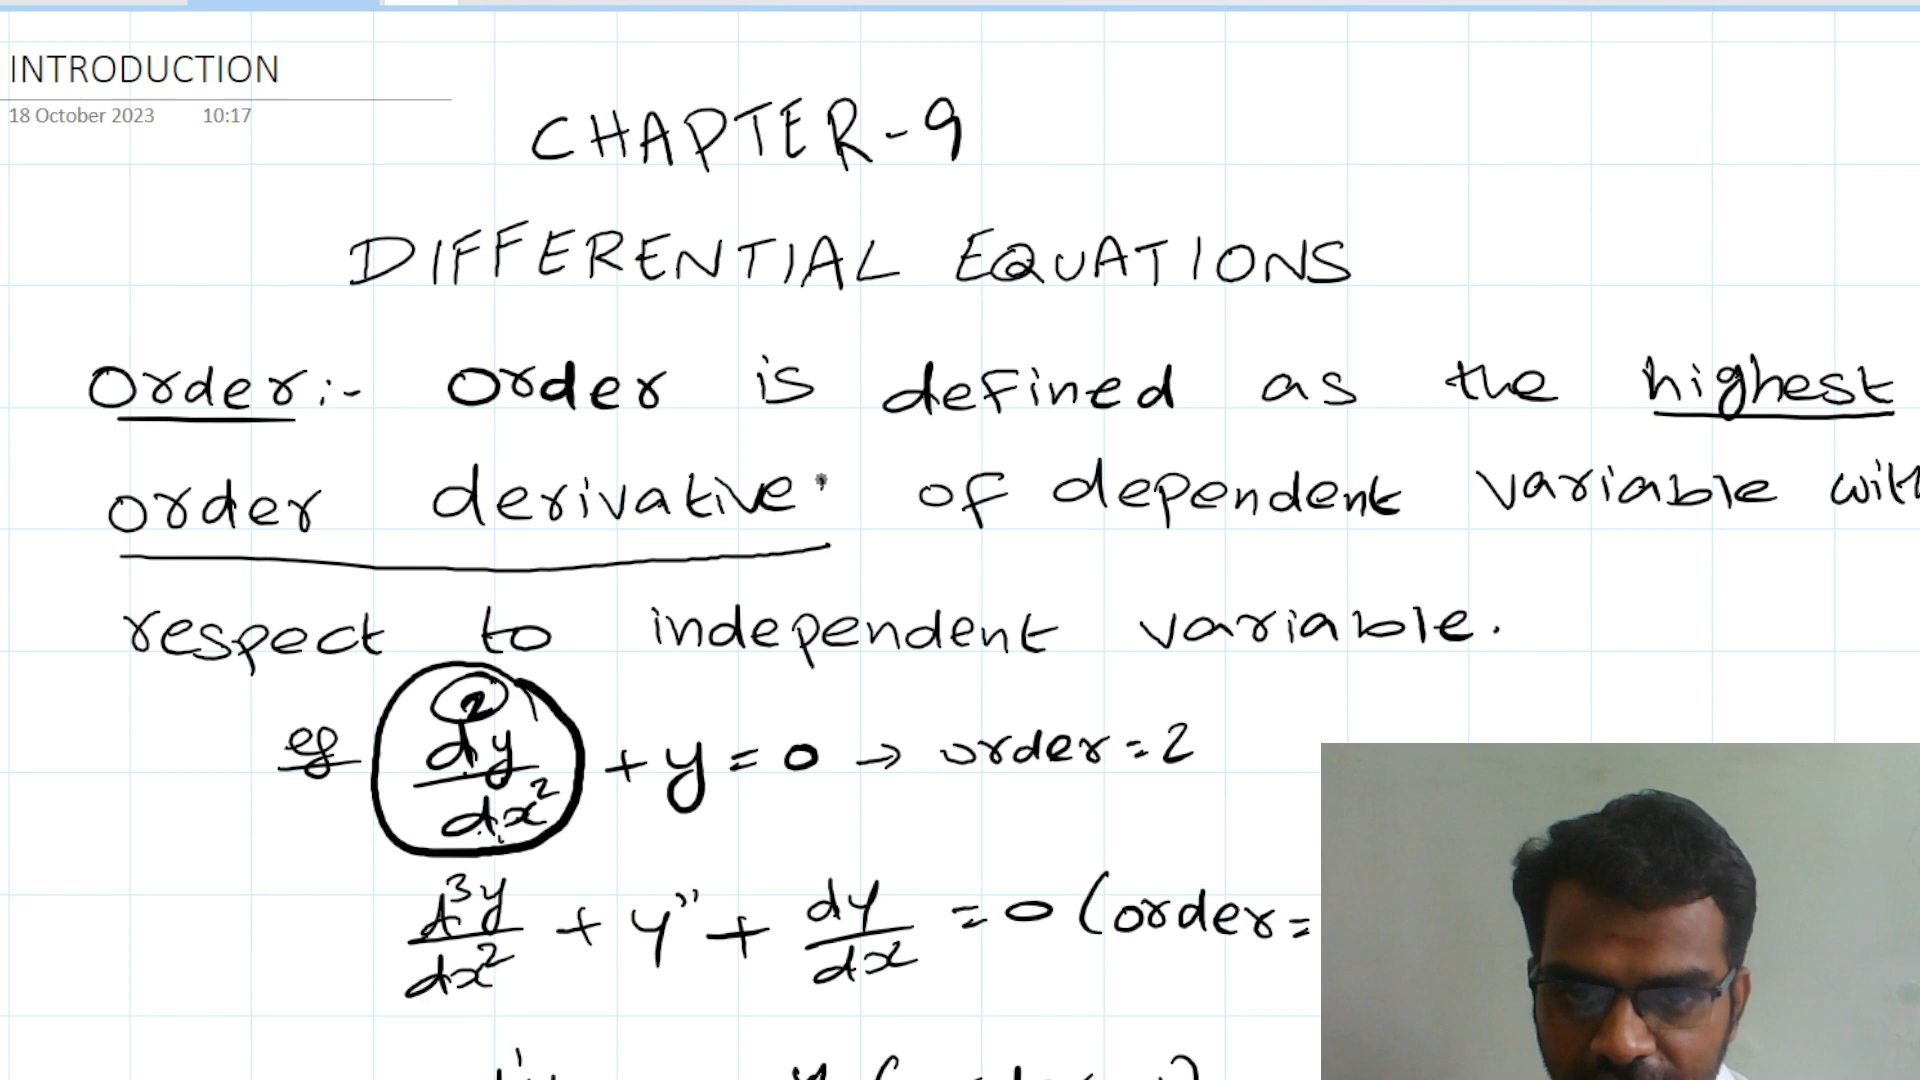 INTRODUCTION
18 October 2023 10:17
CHAPTER-9
DIFFERENTIAL EQUATIONS
Order:- Order is defined as the highest
order derivative of dependent variable with
respect to independent variable.
eg d²y/dx² + y = 0 → order = 2
d³y/dx² + y'' + dy/dx = 0 (order =